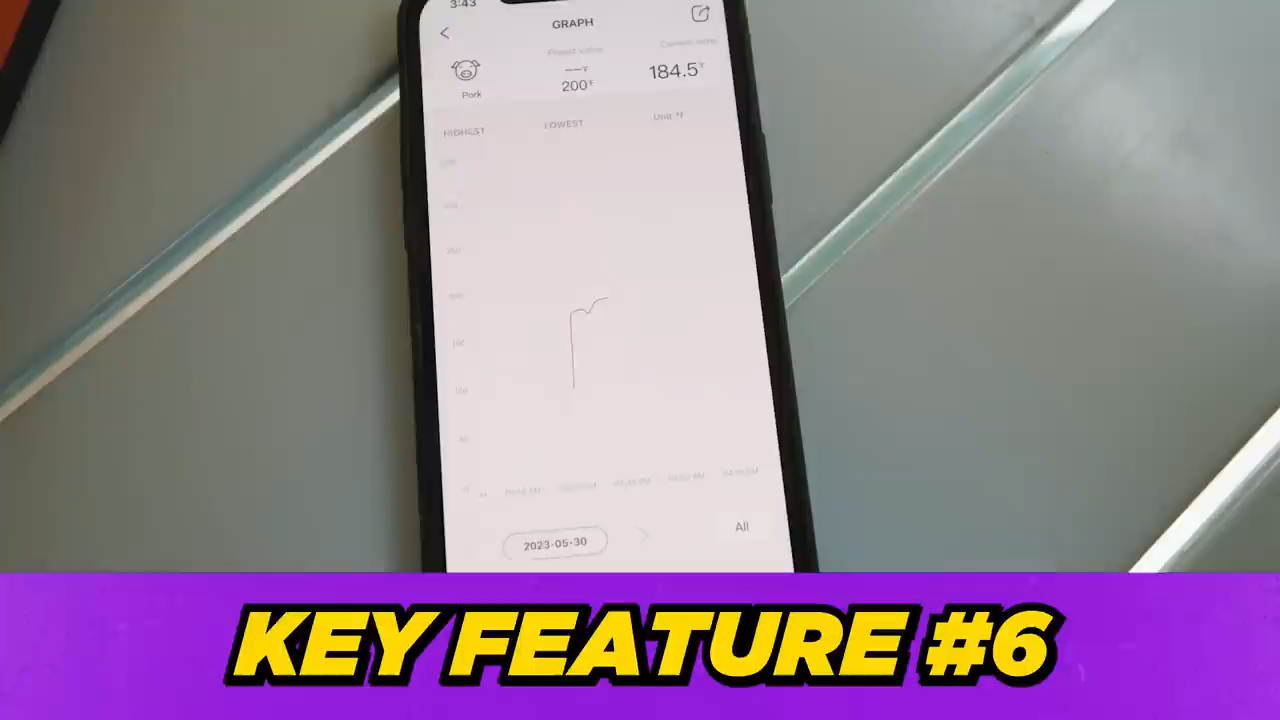 3:43
GRAPH
Preset value
Current temp
--°F
200°F
184.5°F
Pork
HIGHEST
LOWEST
Unit °F
2023-05-30
All
KEY FEATURE #6